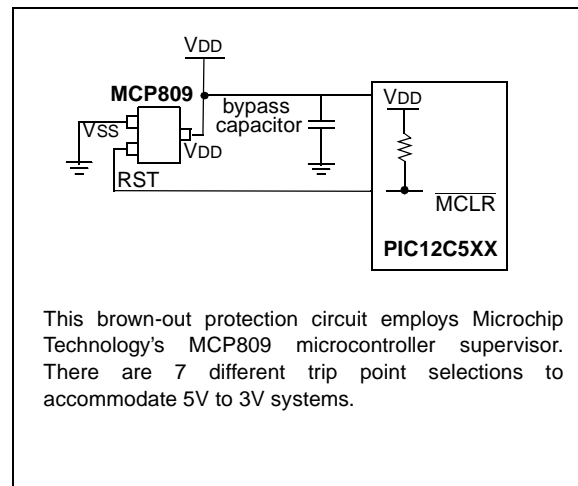 VDD
MCP809
bypass
capacitor
VDD
VSS
VDD
RST
MCLR
PIC12C5XX
This brown-out protection circuit employs Microchip
Technology's MCP809 microcontroller supervisor.
There are 7 different trip point selections to
accommodate 5V to 3V systems.